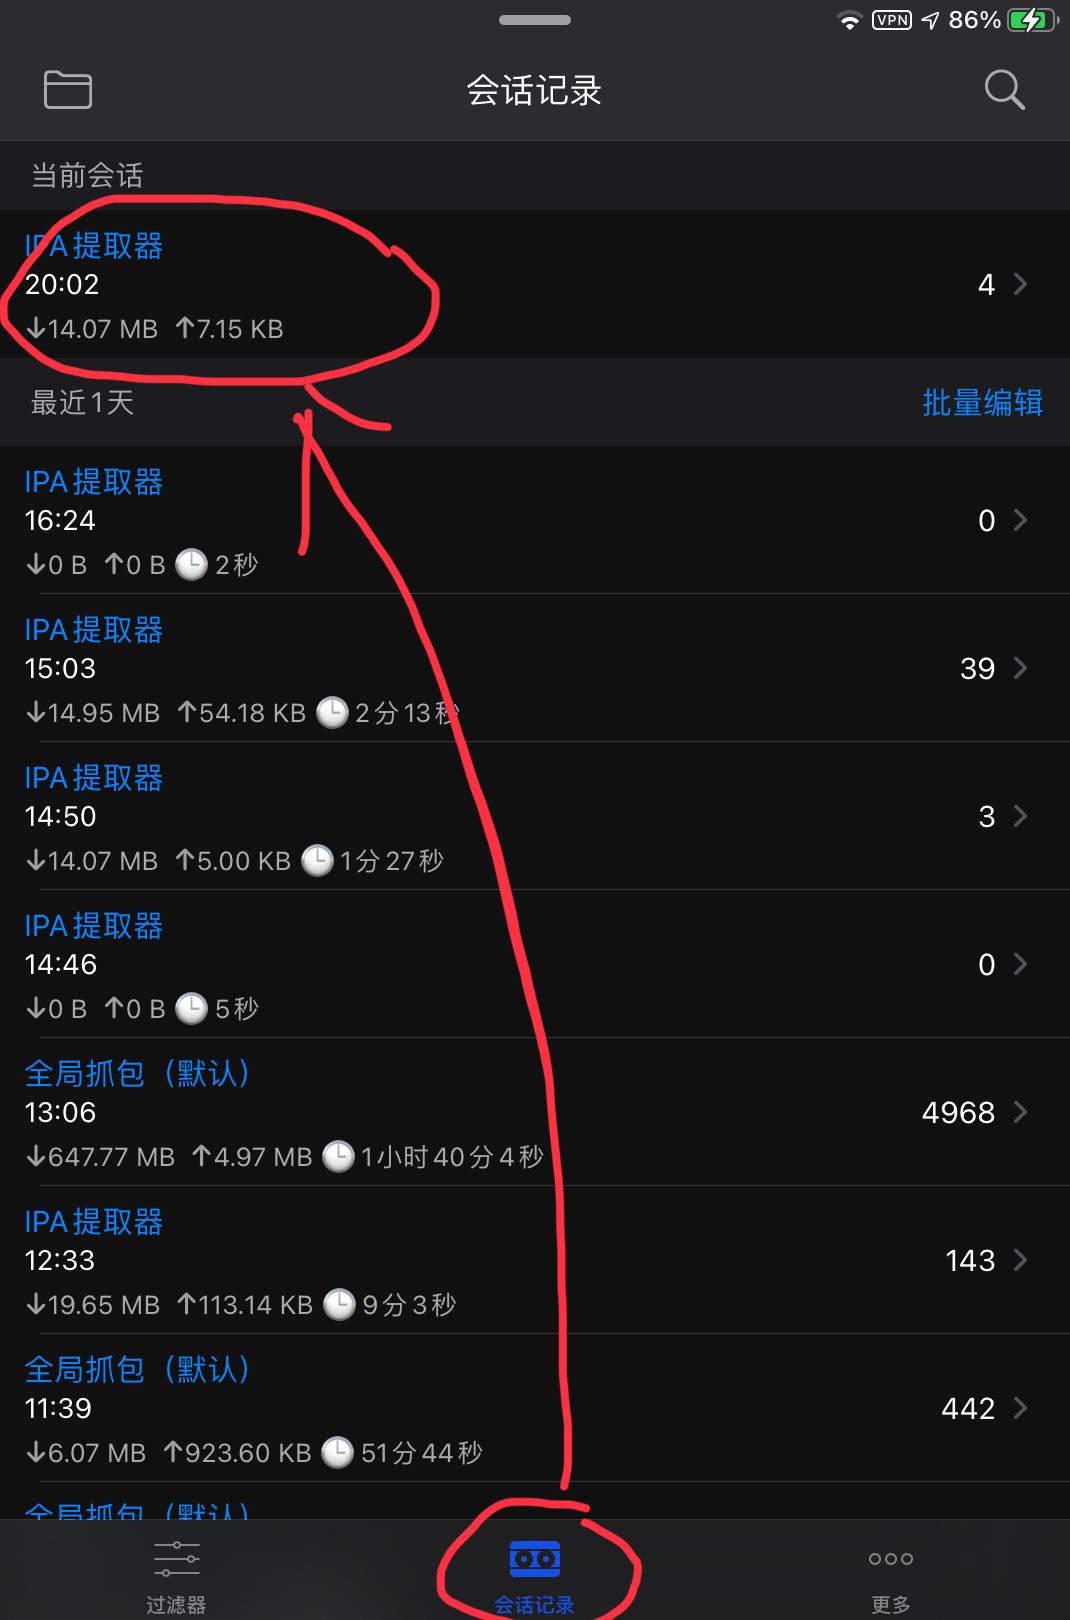 VPN 86%
会话记录
当前会话
IPA提取器
20:02
4
↓14.07 MB ↑7.15 KB
最近1天
批量编辑
IPA提取器
16:24
0
↓0 B ↑0 B 2秒
IPA提取器
15:03
39
↓14.95 MB ↑54.18 KB 2分13秒
IPA提取器
14:50
3
↓14.07 MB ↑5.00 KB 1分27秒
IPA提取器
14:46
0
↓0 B ↑0 B 5秒
全局抓包（默认）
13:06
4968
↓647.77 MB ↑4.97 MB 1小时40分4秒
IPA提取器
12:33
143
↓19.65 MB ↑113.14 KB 9分3秒
全局抓包（默认）
11:39
442
↓6.07 MB ↑923.60 KB 51分44秒
全局抓包（默认）
过滤器
会话记录
更多